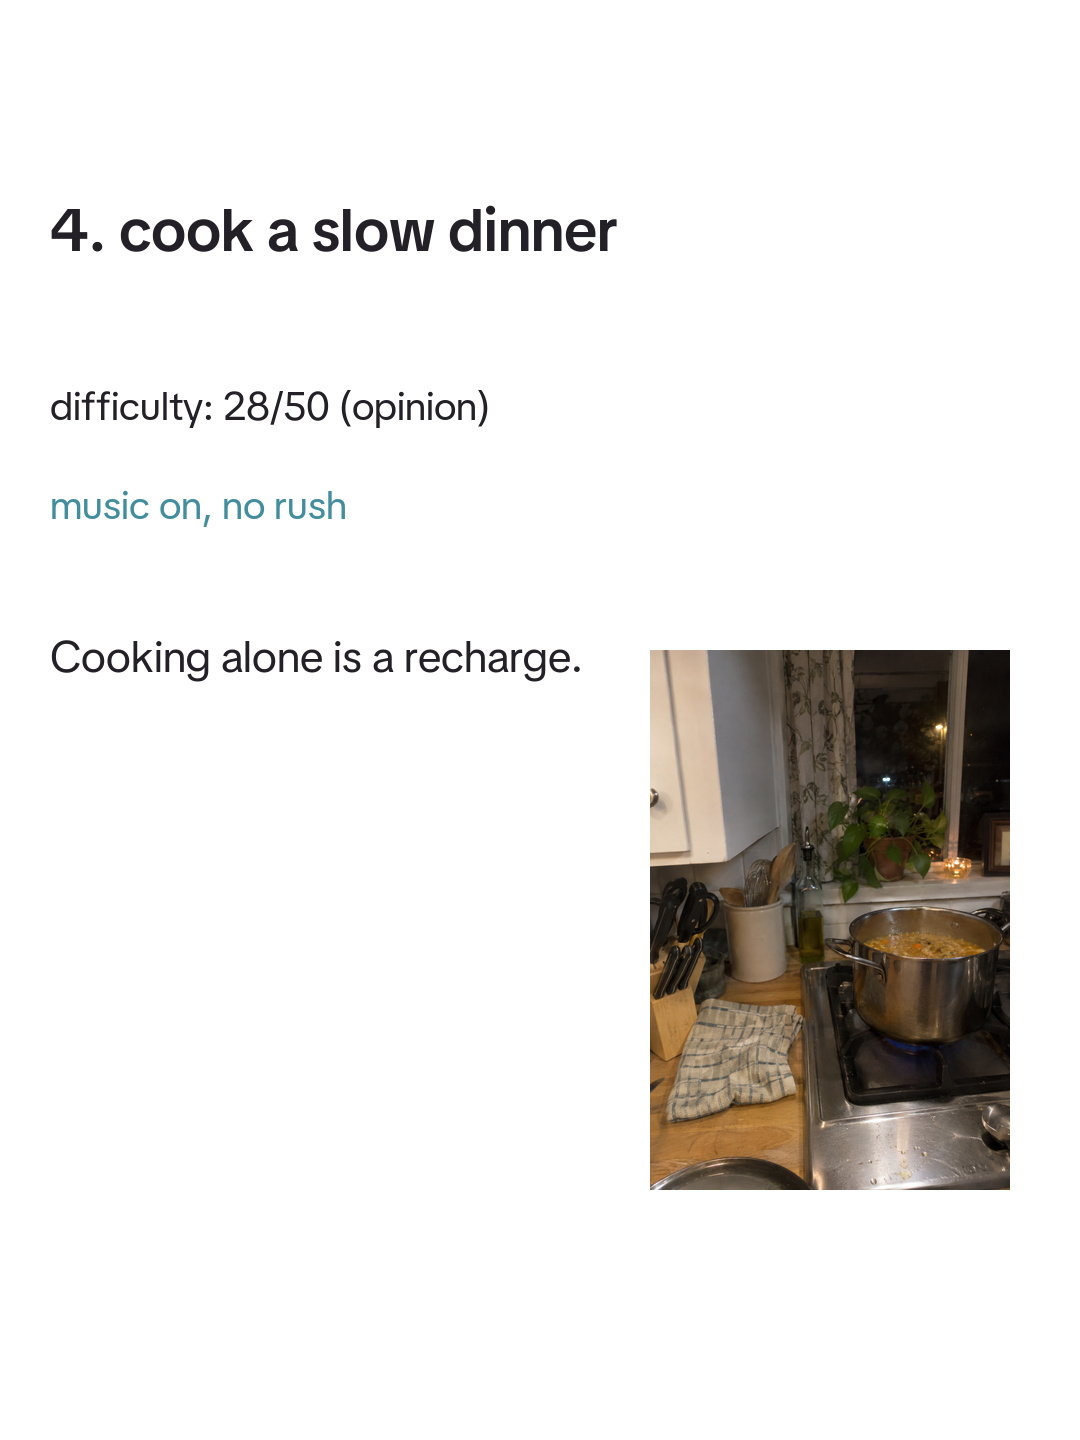 4. cook a slow dinner
difficulty: 28/50 (opinion)
music on, no rush
Cooking alone is a recharge.